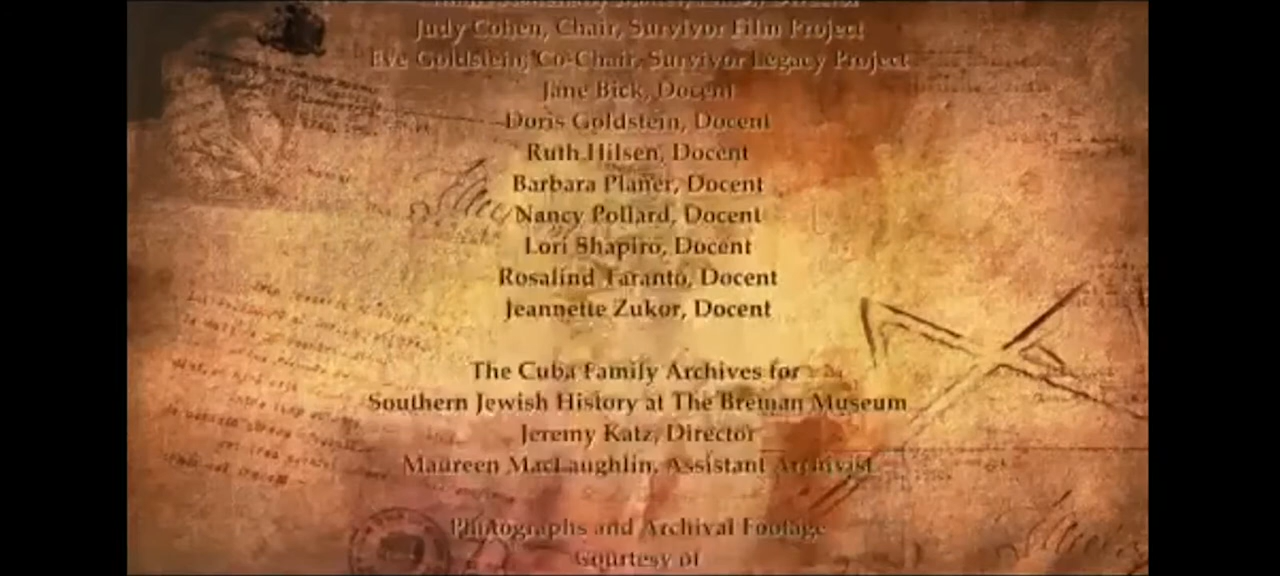 Judy Cohen, Chair, Survivor Film Project
Eve Goldstein, Co-Chair, Survivor Legacy Project
Jane Bick, Docent
Doris Goldstein, Docent
Ruth Hilsen, Docent
Barbara Planer, Docent
Nancy Pollard, Docent
Lori Shapiro, Docent
Rosalind Taranto, Docent
Jeannette Zukor, Docent
The Cuba Family Archives for
Southern Jewish History at The Breman Museum
Jeremy Katz, Director
Maureen MacLaughlin, Assistant Archivist
Photographs and Archival Footage
Courtesy of